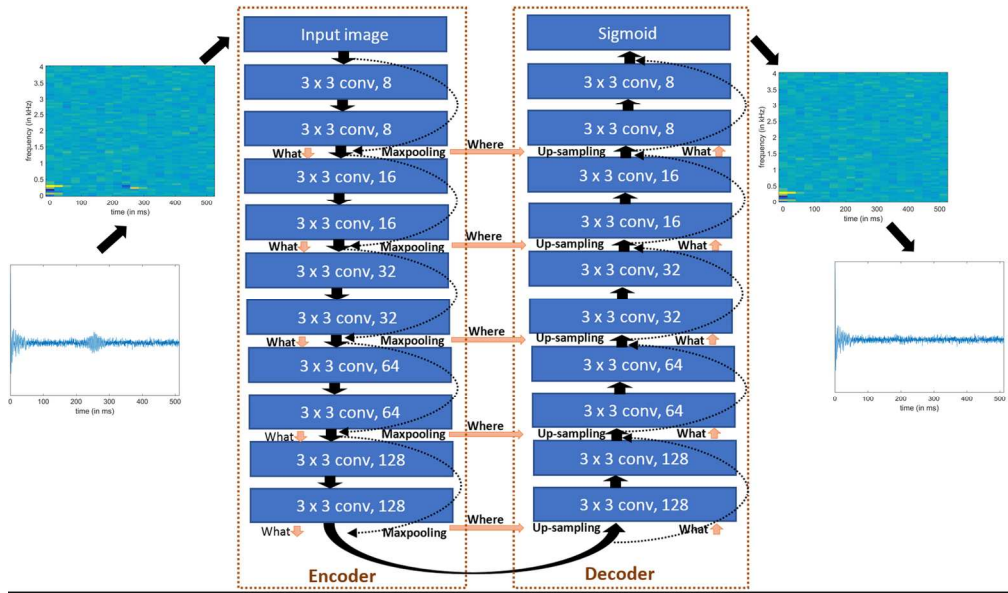 4
3.5
3
2.5
2
1.5
1
0.5
0
frequency (in kHz)
0 100 200 300 400 500
time (in ms)
0 100 200 300 400 500
time (in ms)
Input image
3 x 3 conv, 8
3 x 3 conv, 8
What Maxpooling
3 x 3 conv, 16
3 x 3 conv, 16
What Maxpooling
3 x 3 conv, 32
3 x 3 conv, 32
What Maxpooling
3 x 3 conv, 64
3 x 3 conv, 64
What Maxpooling
3 x 3 conv, 128
3 x 3 conv, 128
What Maxpooling
Encoder
Where
Where
Where
Where
Where
Sigmoid
3 x 3 conv, 8
3 x 3 conv, 8
Up-sampling What
3 x 3 conv, 16
3 x 3 conv, 16
Up-sampling What
3 x 3 conv, 32
3 x 3 conv, 32
Up-sampling What
3 x 3 conv, 64
3 x 3 conv, 64
Up-sampling What
3 x 3 conv, 128
3 x 3 conv, 128
Up-sampling What
Decoder
4
3.5
3
2.5
2
1.5
1
0.5
0
frequency (in kHz)
0 100 200 300 400 500
time (in ms)
0 100 200 300 400 500
time (in ms)